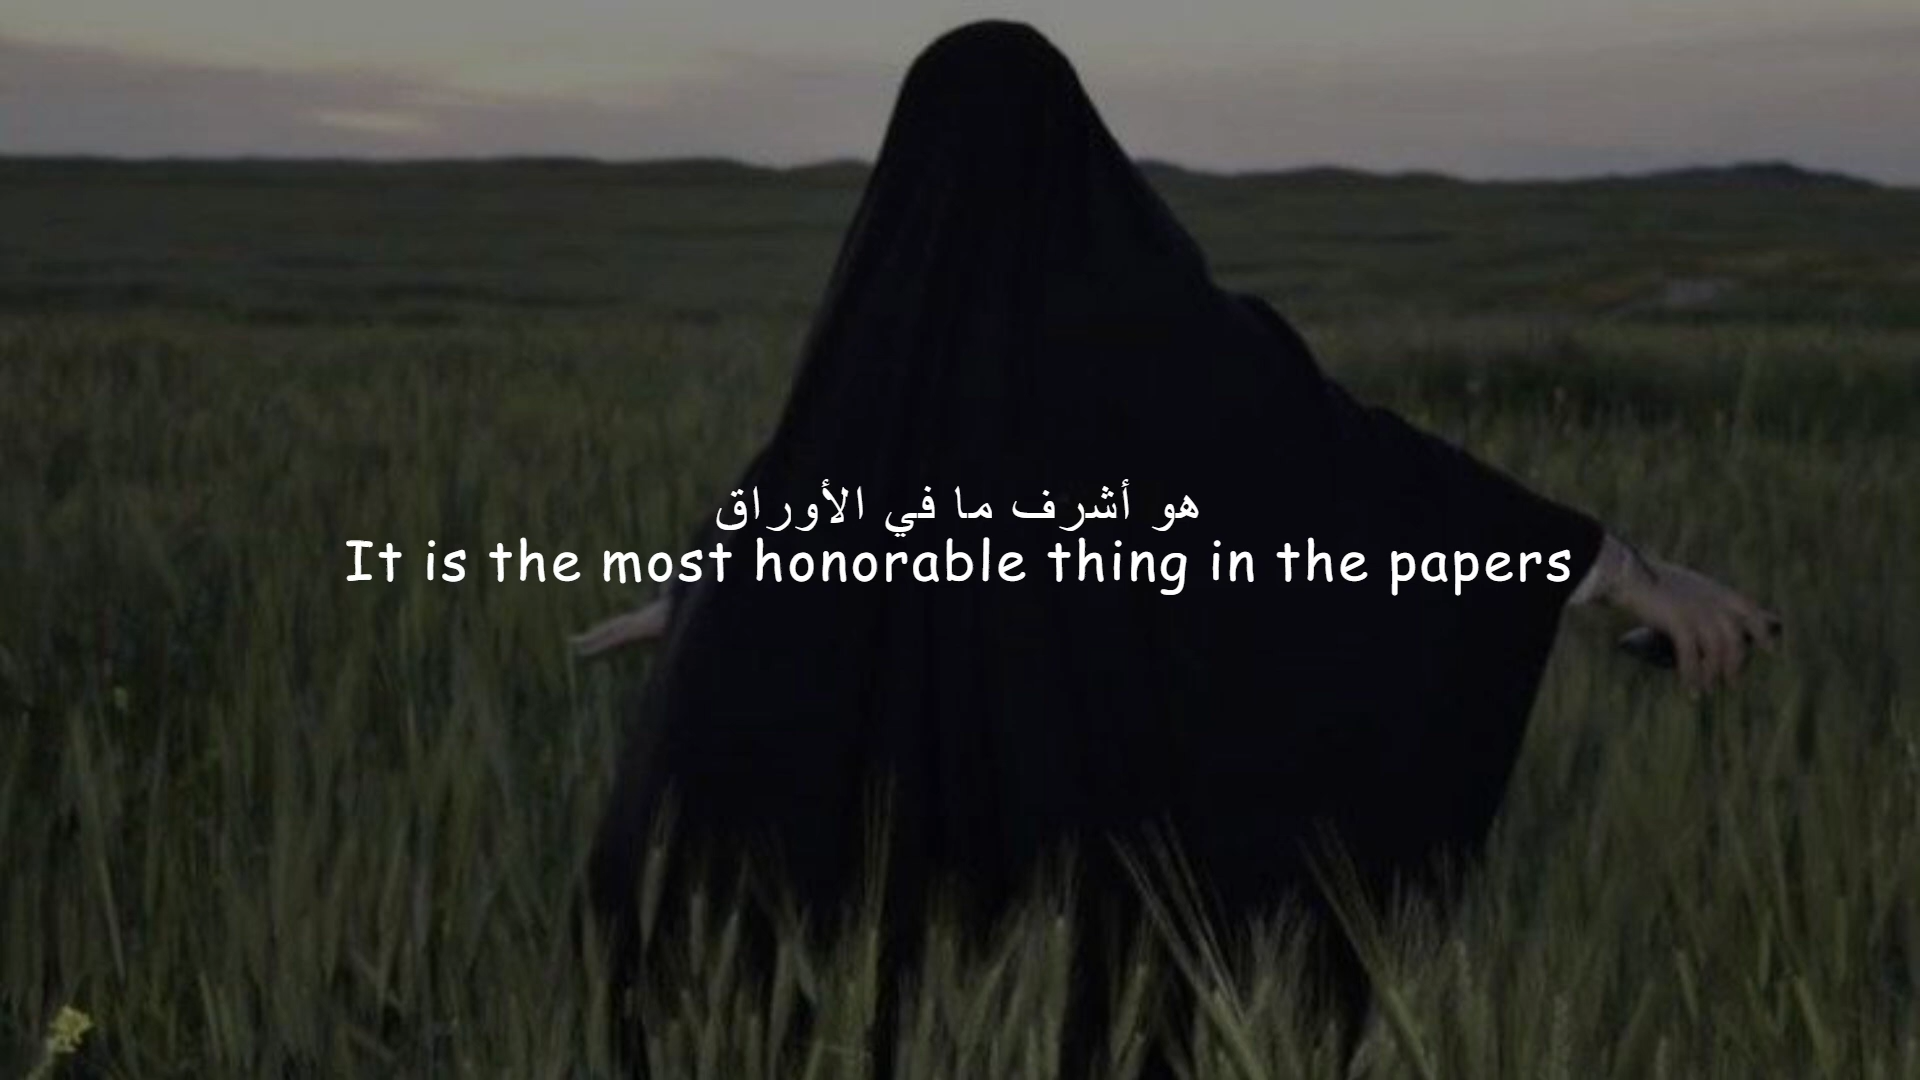 هو أشرف ما في الأوراق
It is the most honorable thing in the papers